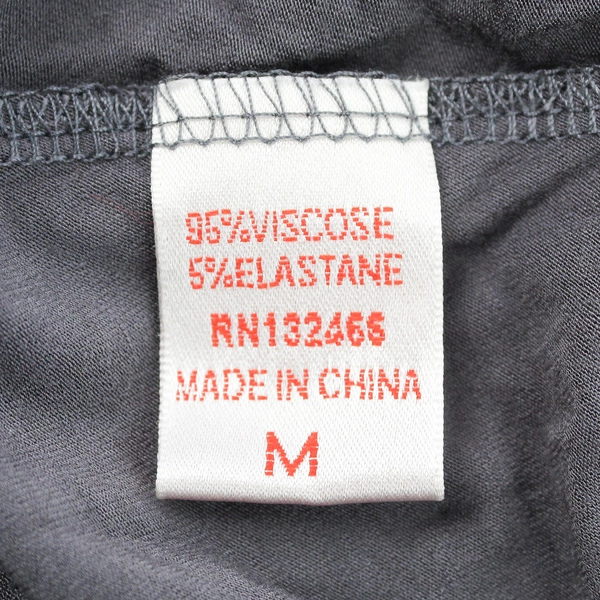 95%VISCOSE
5%ELASTANE
RN132466
MADE IN CHINA
M